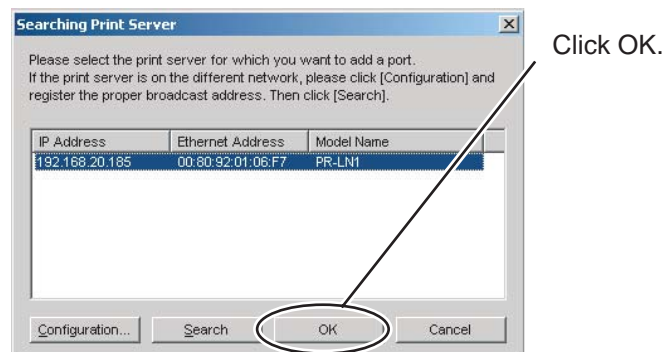 Searching Print Server
Click OK.
Please select the print server for which you want to add a port.
If the print server is on the different network, please click [Configuration] and
register the proper broadcast address. Then click [Search].
IP Address Ethernet Address Model Name
192.168.20.185 00:80:92:01:06:F7 PR-LN1
Configuration... Search OK Cancel